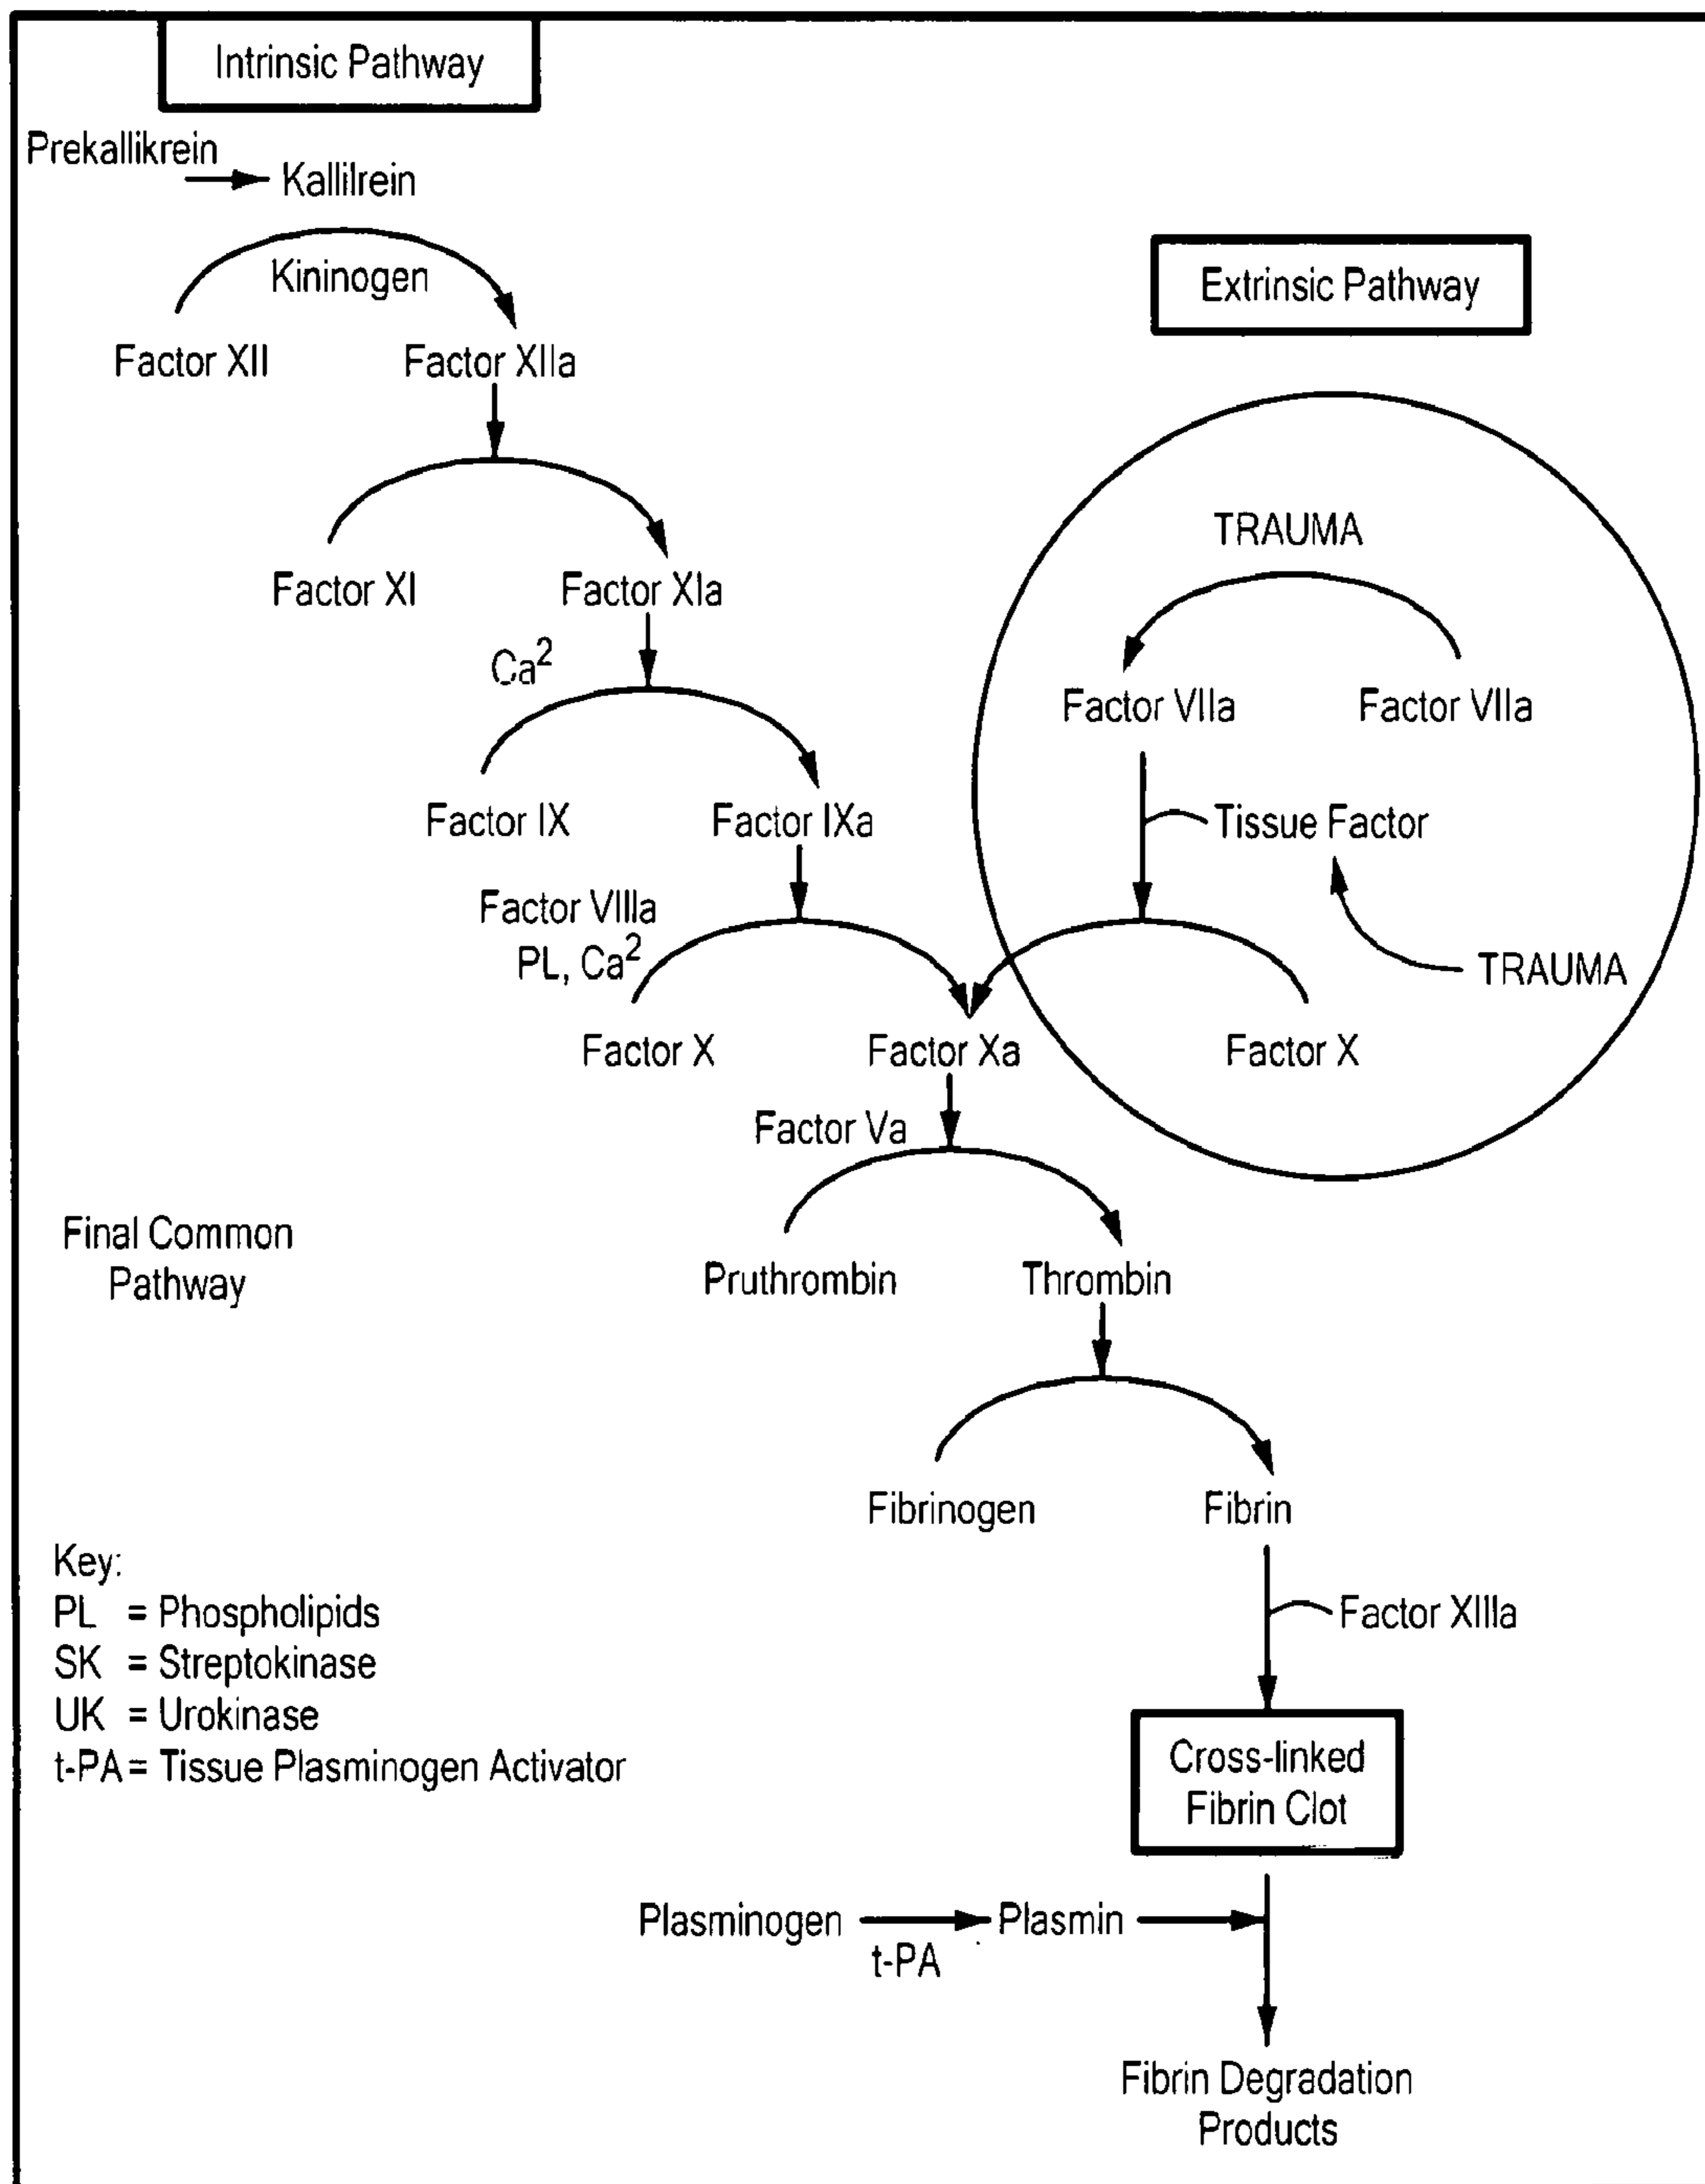 Intrinsic Pathway
Prekallikrein
Kallilrein
Kininogen
Factor XII
Factor XIIa
Extrinsic Pathway
Factor XI
Factor XIa
TRAUMA
Ca2
Factor VIIa
Factor VIIa
Factor IX
Factor IXa
Tissue Factor
Factor VIIIa
PL, Ca2
TRAUMA
Factor X
Factor Xa
Factor X
Factor Va
Final Common
Pathway
Pruthrombin
Thrombin
Fibrinogen
Fibrin
Key:
PL = Phospholipids
SK = Streptokinase
UK = Urokinase
t-PA = Tissue Plasminogen Activator
Factor XIIIa
Cross-linked
Fibrin Clot
Plasminogen
t-PA
Plasmin
Fibrin Degradation
Products